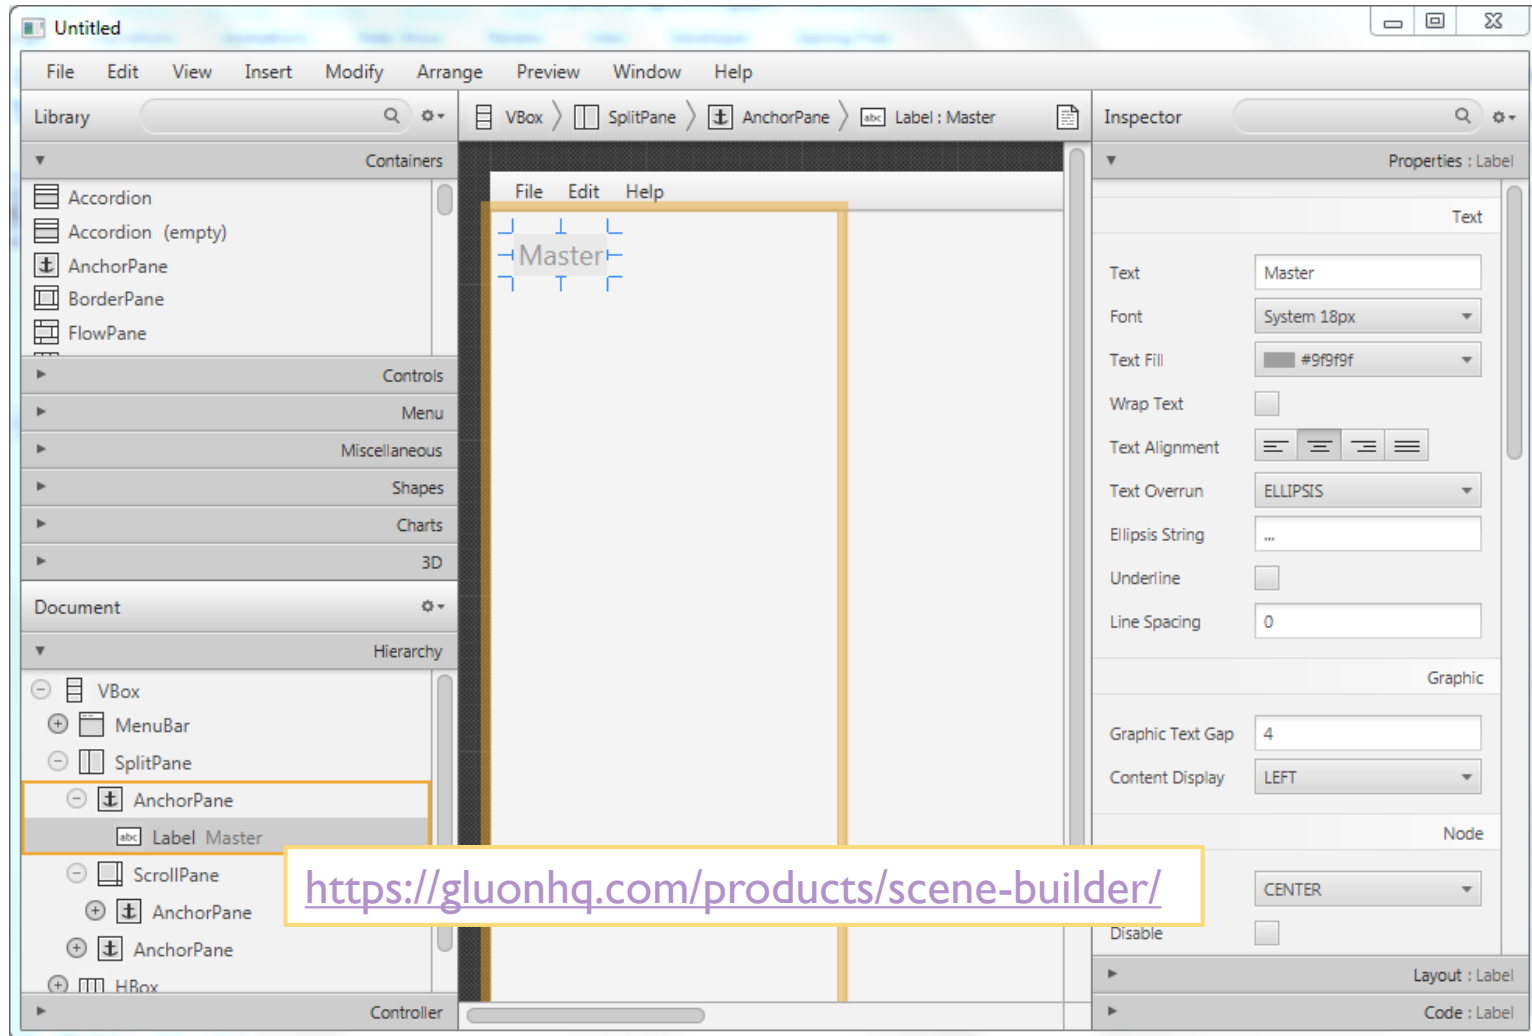 Untitled
File Edit View Insert Modify Arrange Preview Window Help
Library
Containers
Accordion
Accordion (empty)
AnchorPane
BorderPane
FlowPane
Controls
Menu
Miscellaneous
Shapes
Charts
3D
Document
Hierarchy
VBox
MenuBar
SplitPane
AnchorPane
abc Label Master
ScrollPane
AnchorPane
AnchorPane
HBox
Controller
VBox SplitPane AnchorPane abc Label : Master
File Edit Help
Master
https://gluonhq.com/products/scene-builder/
Inspector
Properties : Label
Text
Text Master
Font System 18px
Text Fill #9f9f9f
Wrap Text
Text Alignment
Text Overrun ELLIPSIS
Ellipsis String ...
Underline
Line Spacing 0
Graphic
Graphic Text Gap 4
Content Display LEFT
Node
CENTER
Disable
Layout : Label
Code : Label